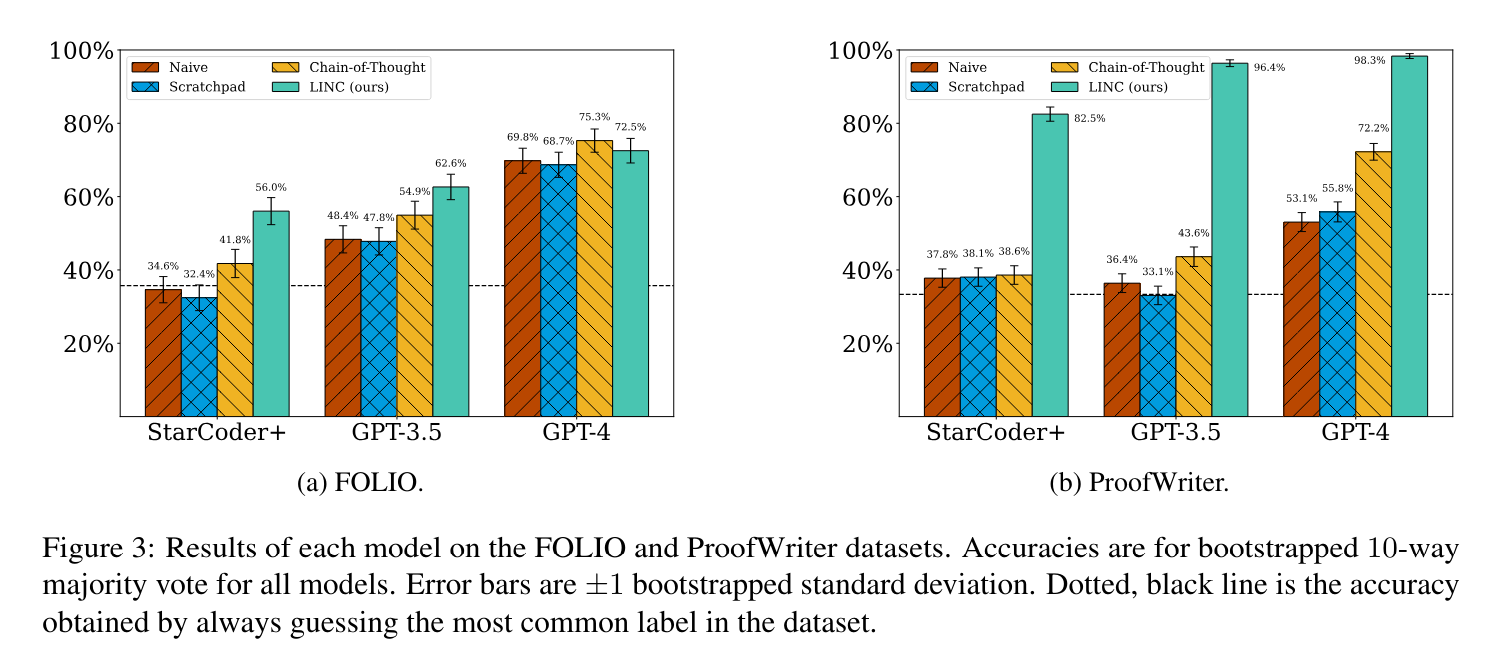 100%
80%
60%
40%
20%
Naive
Scratchpad
Chain-of-Thought
LINC (ours)
34.6%
32.4%
41.8%
56.0%
48.4%
47.8%
54.9%
62.6%
69.8%
68.7%
75.3%
72.5%
StarCoder+ GPT-3.5 GPT-4
(a) FOLIO.
100%
80%
60%
40%
20%
Naive
Scratchpad
Chain-of-Thought
LINC (ours)
37.8%
38.1%
38.6%
82.5%
36.4%
33.1%
43.6%
96.4%
53.1%
55.8%
72.2%
98.3%
StarCoder+ GPT-3.5 GPT-4
(b) ProofWriter.
Figure 3: Results of each model on the FOLIO and ProofWriter datasets. Accuracies are for bootstrapped 10-way
majority vote for all models. Error bars are ±1 bootstrapped standard deviation. Dotted, black line is the accuracy
obtained by always guessing the most common label in the dataset.